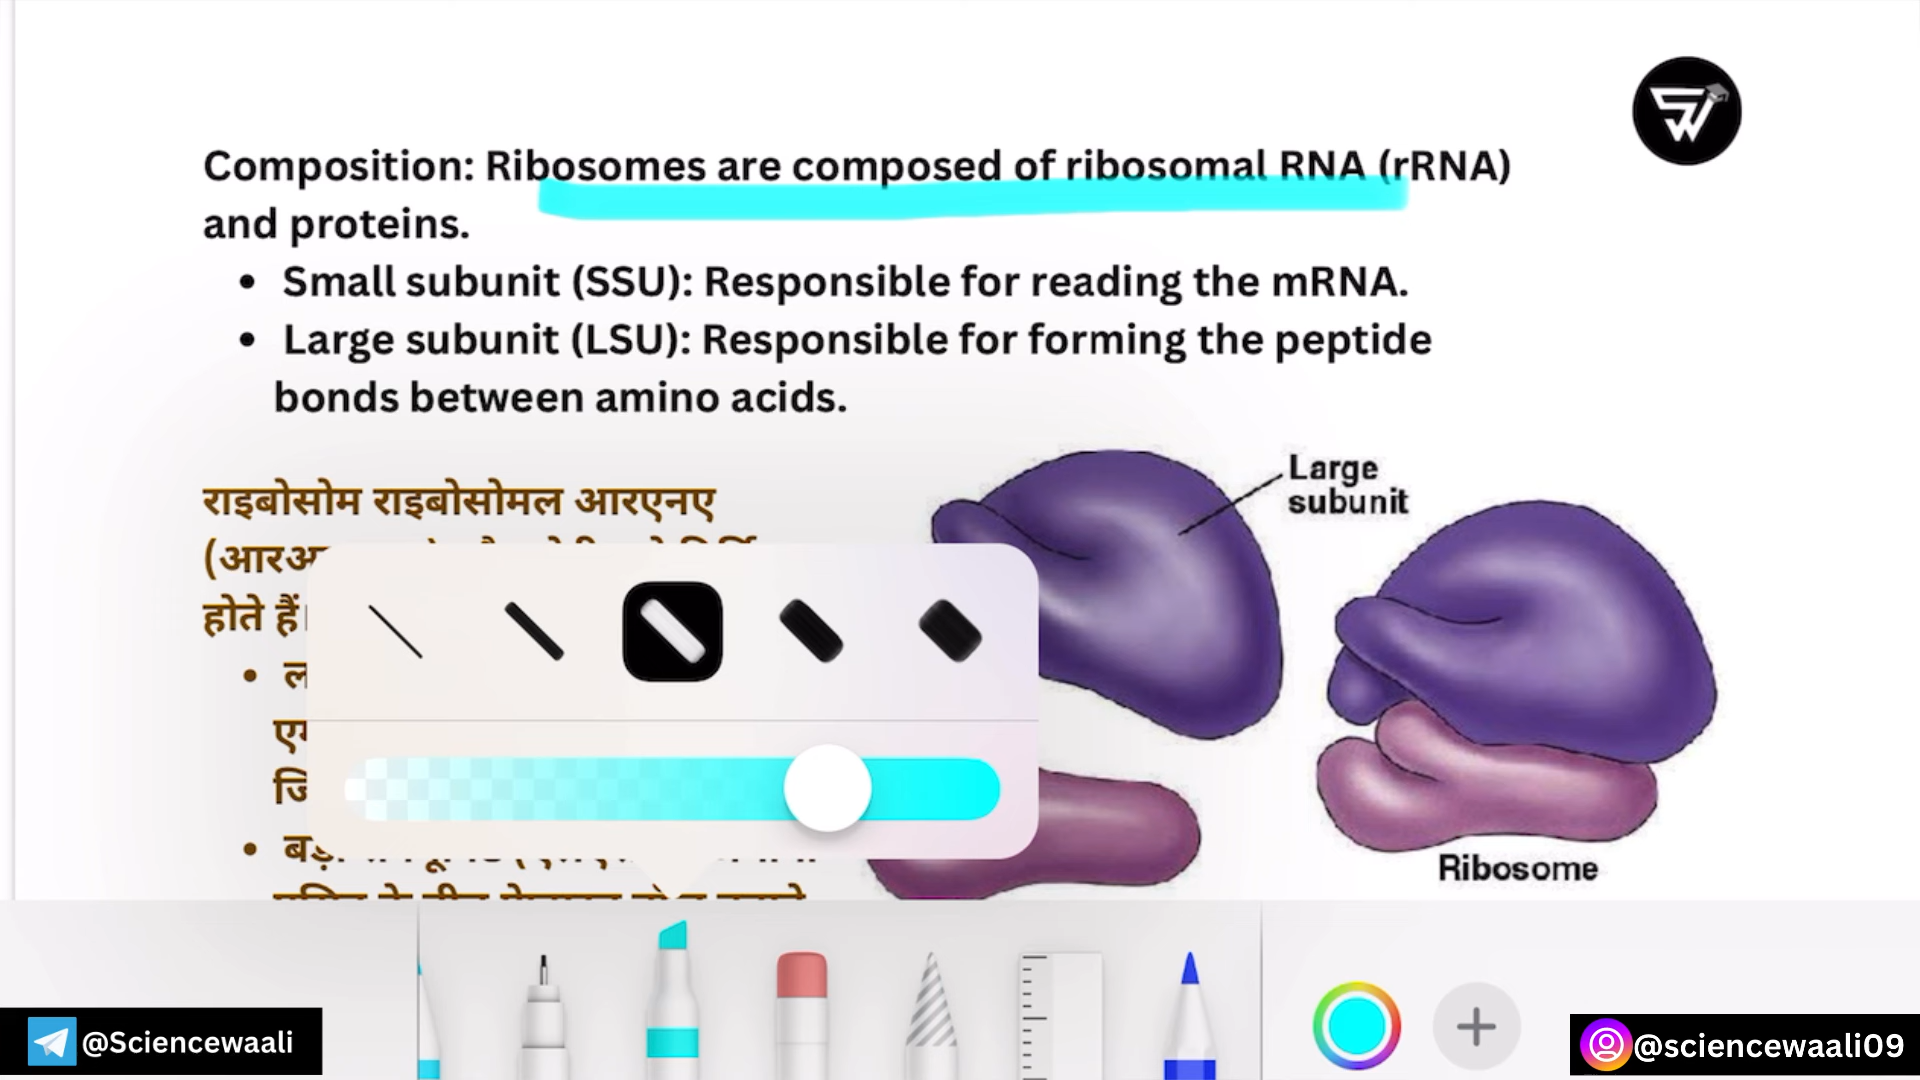 Composition: Ribosomes are composed of ribosomal RNA (rRNA)
and proteins.
• Small subunit (SSU): Responsible for reading the mRNA.
• Large subunit (LSU): Responsible for forming the peptide
bonds between amino acids.
राइबोसोम राइबोसोमल आरएनए
होते हैं
Large
subunit
Ribosome
@Sciencewaali
@sciencewaali09